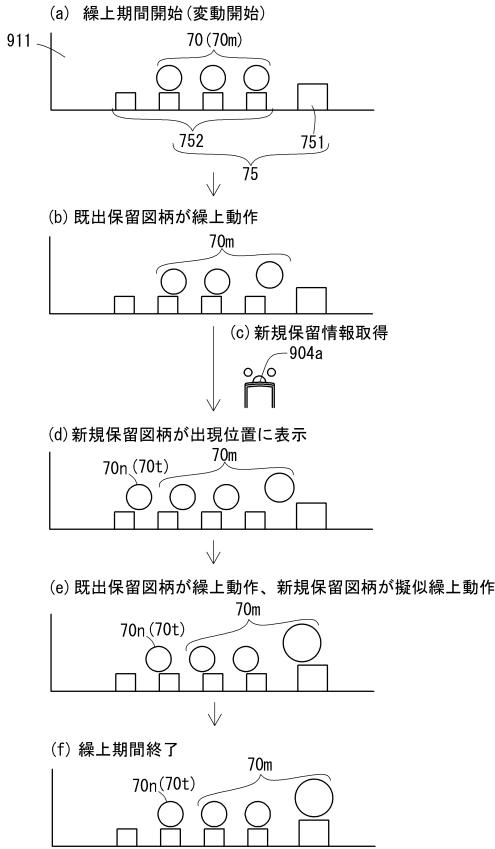 (a) 繰上期間開始(変動開始)
911
70(70m)
752
751
75
(b) 既出保留図柄が繰上動作
70m
(c) 新規保留情報取得
904a
(d) 新規保留図柄が出現位置に表示
70n(70t)
70m
(e) 既出保留図柄が繰上動作、新規保留図柄が擬似繰上動作
70m
70n(70t)
(f) 繰上期間終了
70m
70n(70t)